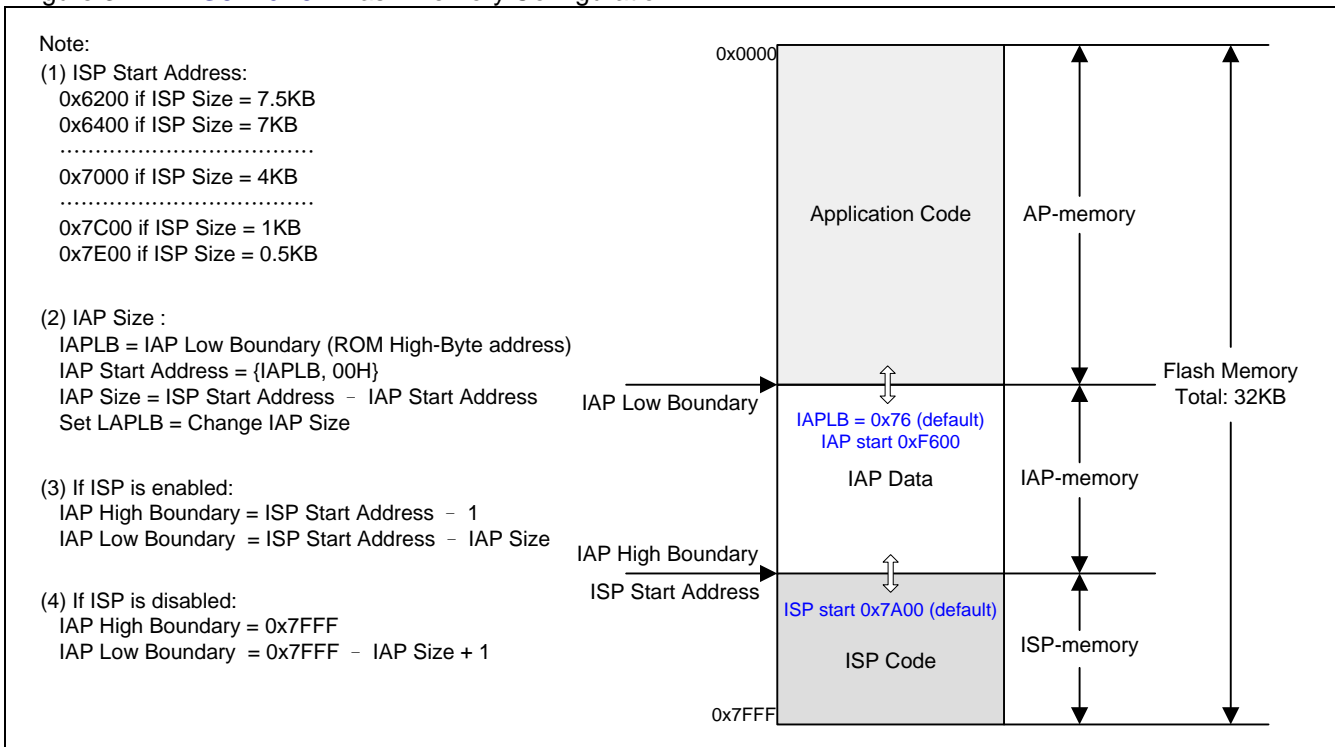 Note:
(1) ISP Start Address:
0x6200 if ISP Size = 7.5KB
0x6400 if ISP Size = 7KB
..................................
0x7000 if ISP Size = 4KB
..................................
0x7C00 if ISP Size = 1KB
0x7E00 if ISP Size = 0.5KB
(2) IAP Size :
IAPLB = IAP Low Boundary (ROM High-Byte address)
IAP Start Address = {IAPLB, 00H}
IAP Size = ISP Start Address – IAP Start Address
Set LAPLB = Change IAP Size
(3) If ISP is enabled:
IAP High Boundary = ISP Start Address – 1
IAP Low Boundary = ISP Start Address – IAP Size
(4) If ISP is disabled:
IAP High Boundary = 0x7FFF
IAP Low Boundary = 0x7FFF – IAP Size + 1
0x0000
Application Code
AP-memory
Flash Memory
Total: 32KB
IAP Low Boundary
IAPLB = 0x76 (default)
IAP start 0xF600
IAP Data
IAP-memory
IAP High Boundary
ISP Start Address
ISP start 0x7A00 (default)
ISP Code
ISP-memory
0x7FFF